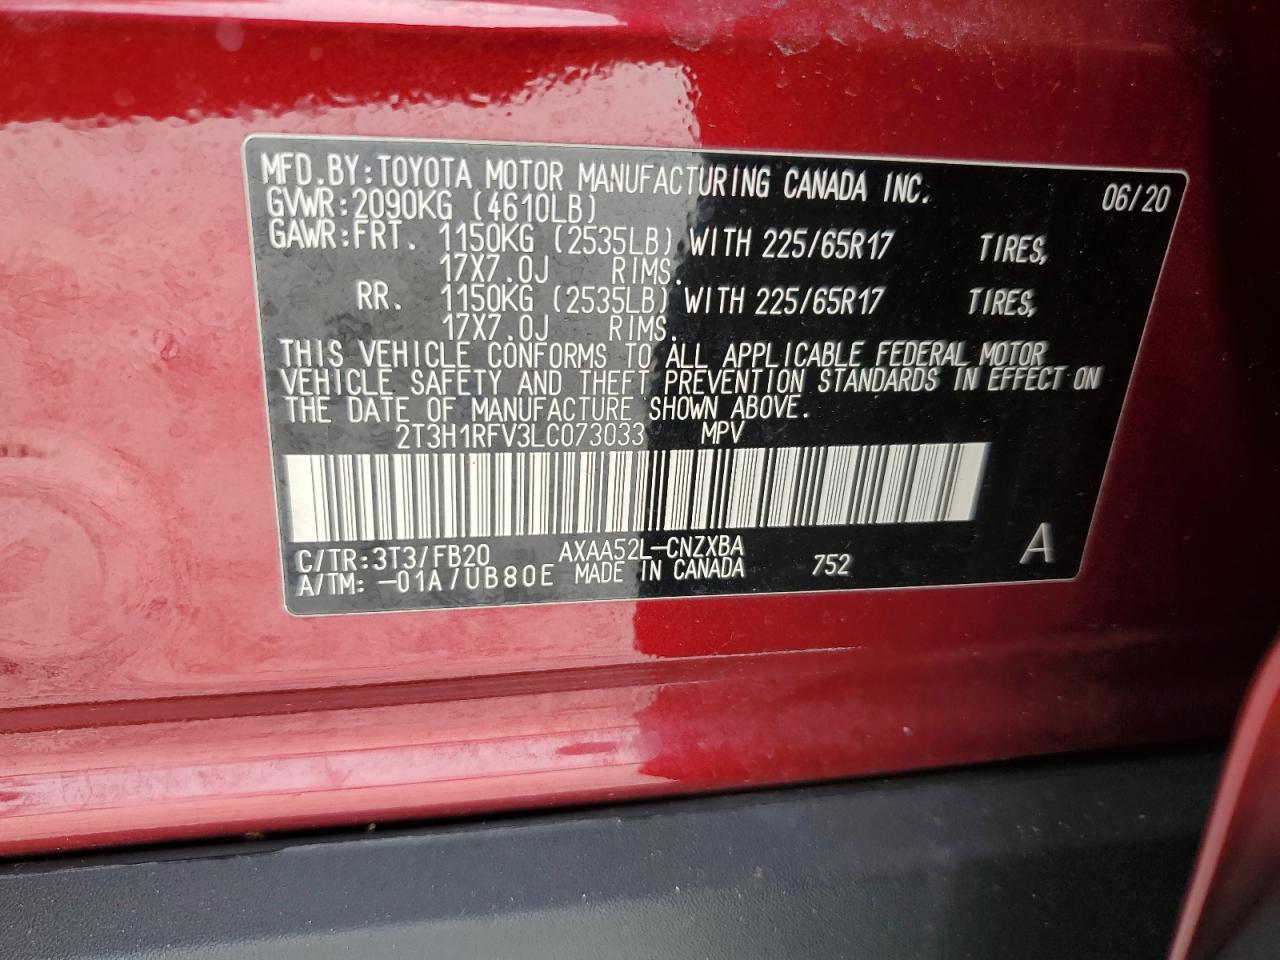 MFD.BY:TOYOTA MOTOR MANUFACTURING CANADA INC. 06/20
GVWR:2090KG (4610LB)
GAWR:FRT. 1150KG (2535LB) WITH 225/65R17 TIRES,
17X7.0J RIMS.
RR. 1150KG (2535LB) WITH 225/65R17 TIRES,
17X7.0J RIMS.
THIS VEHICLE CONFORMS TO ALL APPLICABLE FEDERAL MOTOR
VEHICLE SAFETY AND THEFT PREVENTION STANDARDS IN EFFECT ON
THE DATE OF MANUFACTURE SHOWN ABOVE.
2T3H1RFV3LC073033 MPV
C/TR:3T3/FB20 AXAA52L-CNZXBA
A/TM: -01A/UB80E MADE IN CANADA 752 A